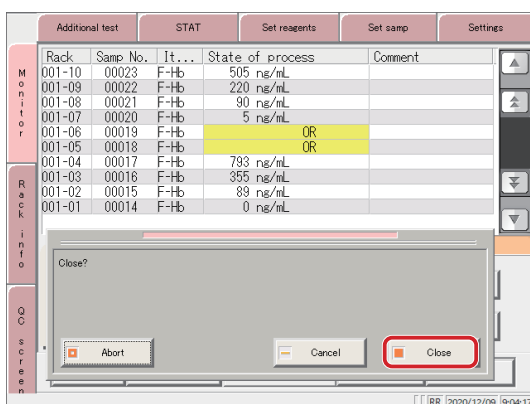 Additional test STAT Set reagents Set samp Settings
Monitor
Rack info
QC screen
Rack Samp No. It... State of process Comment
001-10 00023 F-Hb 505 ng/mL
001-09 00022 F-Hb 220 ng/mL
001-08 00021 F-Hb 90 ng/mL
001-07 00020 F-Hb 5 ng/mL
001-06 00019 F-Hb OR
001-05 00018 F-Hb OR
001-04 00017 F-Hb 793 ng/mL
001-03 00016 F-Hb 355 ng/mL
001-02 00015 F-Hb 89 ng/mL
001-01 00014 F-Hb 0 ng/mL
Close?
Abort Cancel Close
RR 2020/12/09 9:04:17